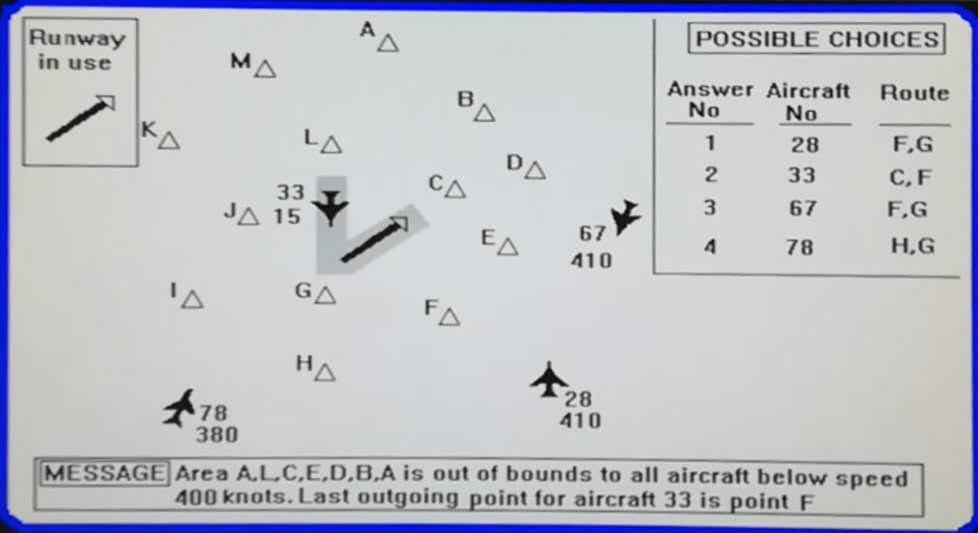 Runway
in use
A
M
B
K
L
D
C
33
15
J
E
67
410
I
G
F
H
78
380
28
410
POSSIBLE CHOICES
Answer No Aircraft No Route
1 28 F,G
2 33 C,F
3 67 F,G
4 78 H,G
MESSAGE Area A,L,C,E,D,B,A is out of bounds to all aircraft below speed
400 knots. Last outgoing point for aircraft 33 is point F